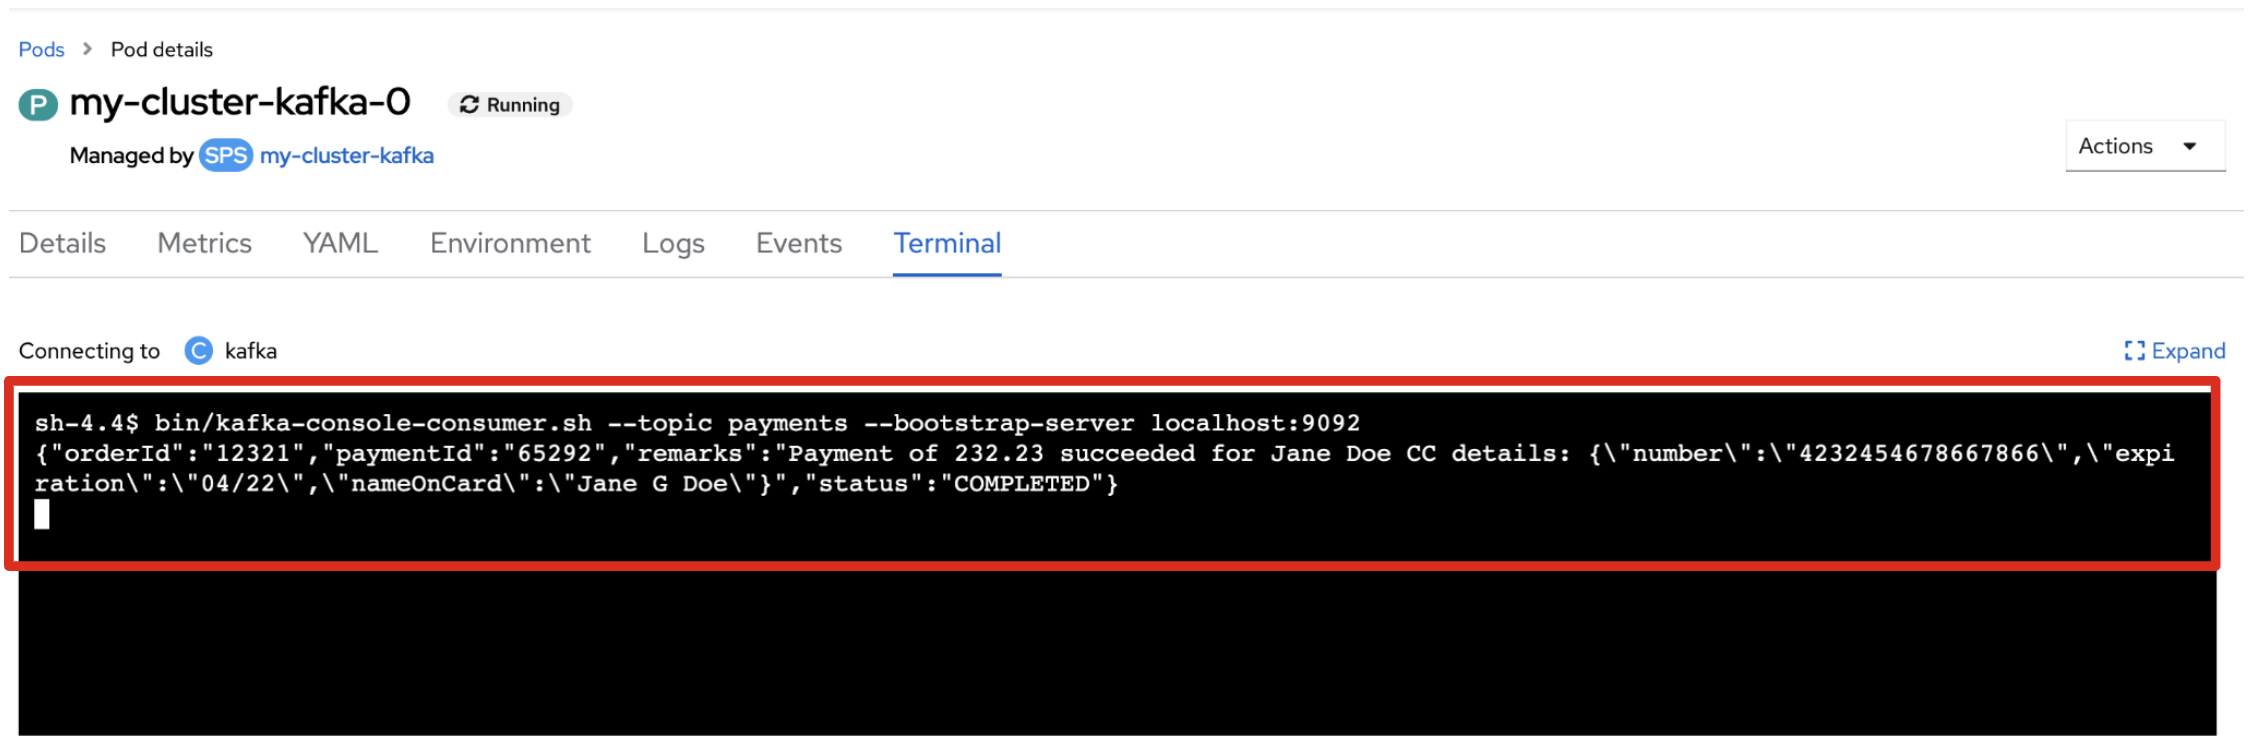 Pods > Pod details
P my-cluster-kafka-0 Running
Managed by SPS my-cluster-kafka
Actions
Details Metrics YAML Environment Logs Events Terminal
Connecting to C kafka
Expand
sh-4.4$ bin/kafka-console-consumer.sh --topic payments --bootstrap-server localhost:9092
{"orderId":"12321","paymentId":"65292","remarks":"Payment of 232.23 succeeded for Jane Doe CC details: {\"number\":\"4232454678667866\",\"expi
ration\":\"04/22\",\"nameOnCard\":\"Jane G Doe\"}","status":"COMPLETED"}